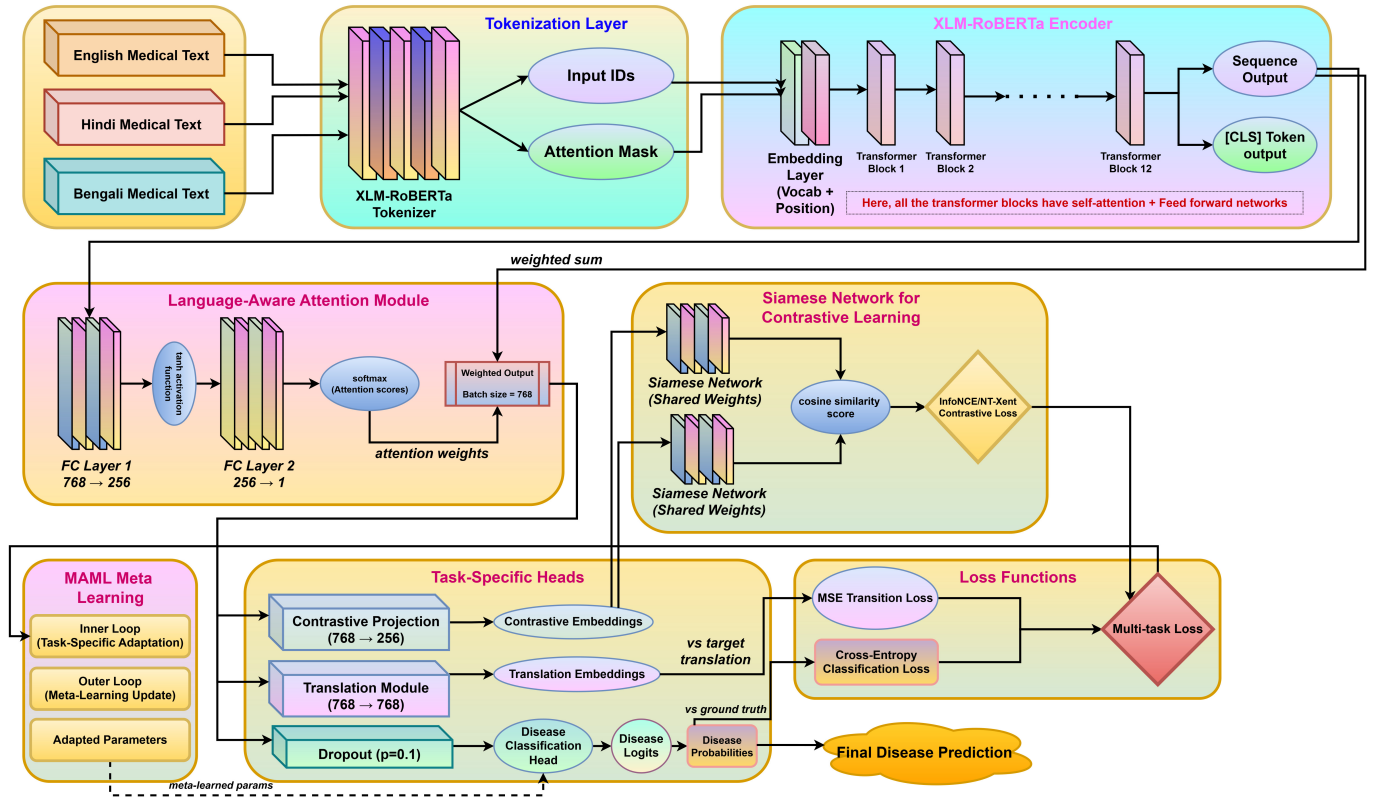 English Medical Text
Hindi Medical Text
Bengali Medical Text
Tokenization Layer
XLM-RoBERTa
Tokenizer
Input IDs
Attention Mask
XLM-RoBERTa Encoder
Embedding
Layer
(Vocab +
Position)
Transformer
Block 1
Transformer
Block 2
Transformer
Block 12
Sequence
Output
[CLS] Token
output
Here, all the transformer blocks have self-attention + Feed forward networks
weighted sum
Language-Aware Attention Module
FC Layer 1
768 → 256
tanh activation
function
FC Layer 2
256 → 1
softmax
(Attention scores)
attention weights
Weighted Output
Batch size = 768
Siamese Network for
Contrastive Learning
Siamese Network
(Shared Weights)
Siamese Network
(Shared Weights)
cosine similarity
score
InfoNCE/NT-Xent
Contrastive Loss
MAML Meta
Learning
Inner Loop
(Task-Specific Adaptation)
Outer Loop
(Meta-Learning Update)
Adapted Parameters
meta-learned params
Task-Specific Heads
Contrastive Projection
(768 → 256)
Contrastive Embeddings
Translation Module
(768 → 768)
Translation Embeddings
Dropout (p=0.1)
Disease
Classification
Head
Disease
Logits
Disease
Probabilities
vs target
translation
vs ground truth
Loss Functions
MSE Transition Loss
Cross-Entropy
Classification Loss
Multi-task Loss
Final Disease Prediction